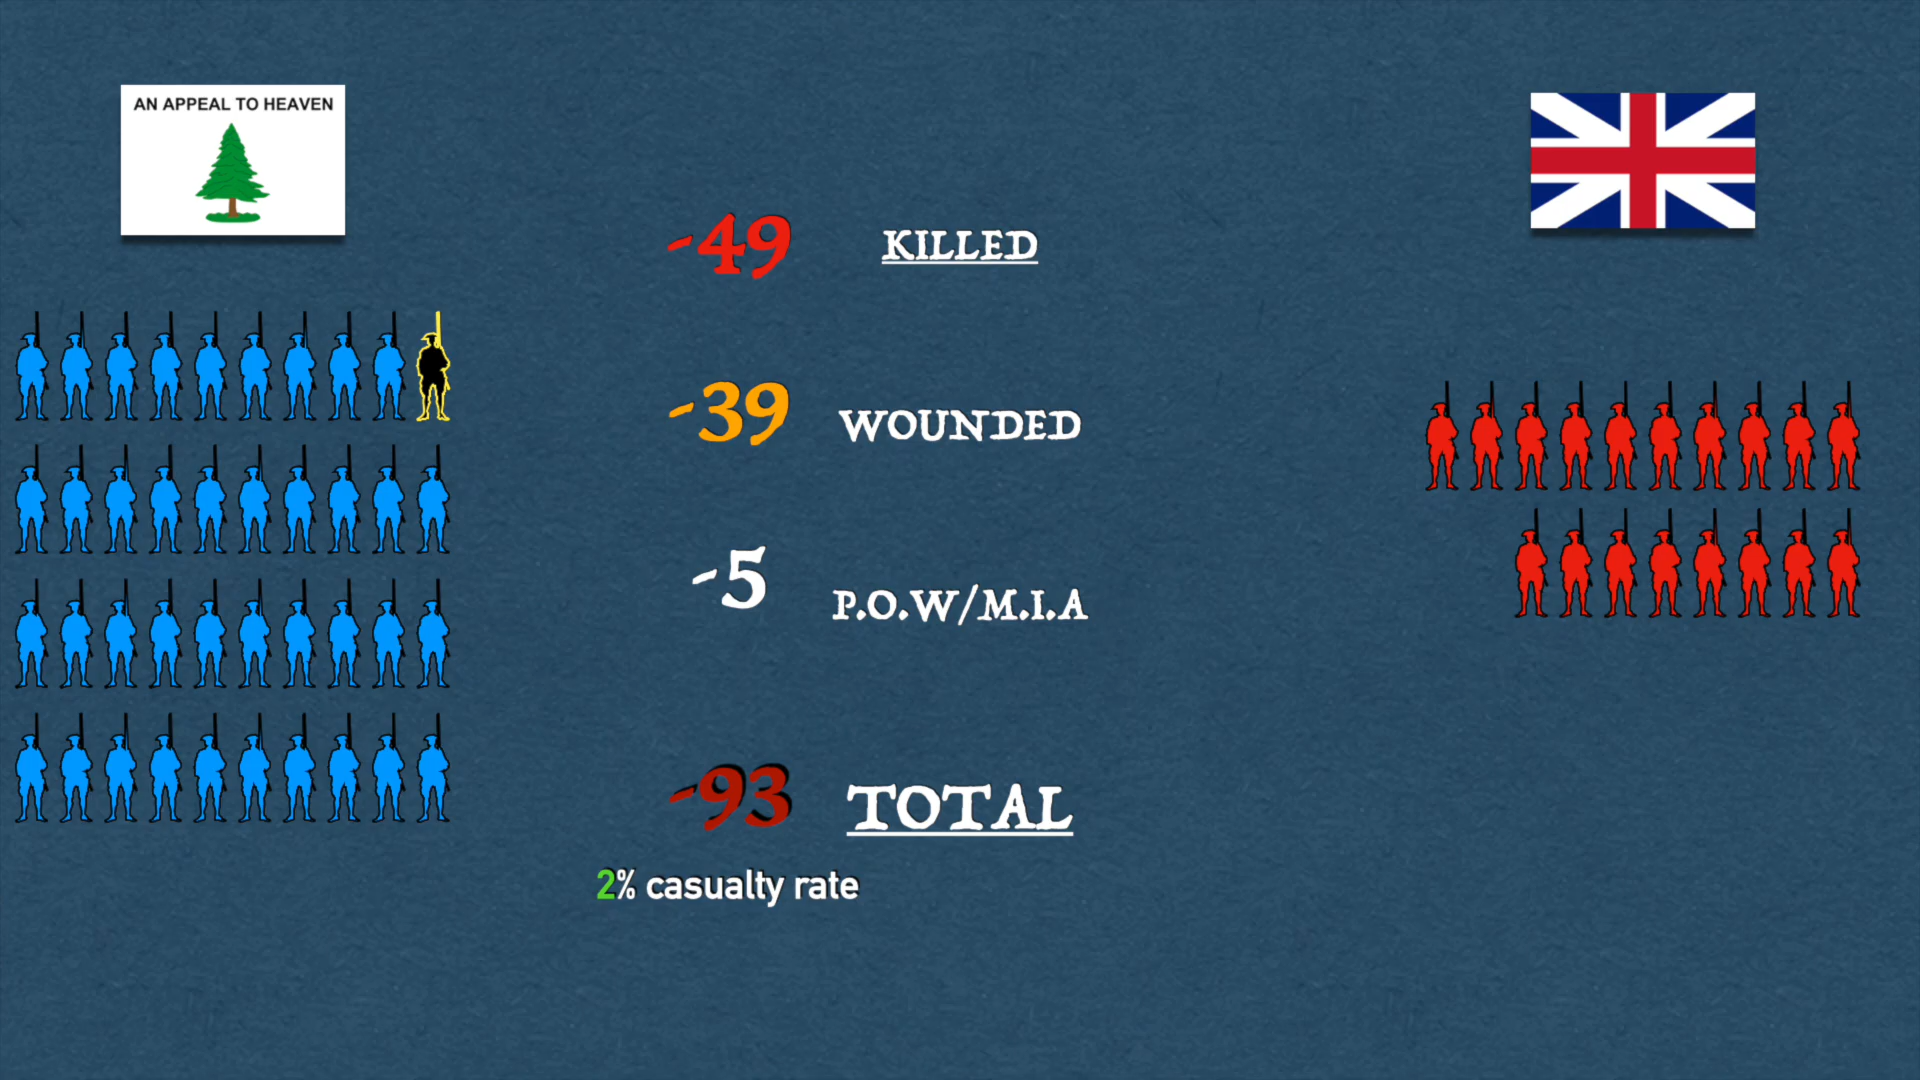 AN APPEAL TO HEAVEN
-49 KILLED
-39 WOUNDED
-5 P.O.W/M.I.A
-93 TOTAL
2% casualty rate